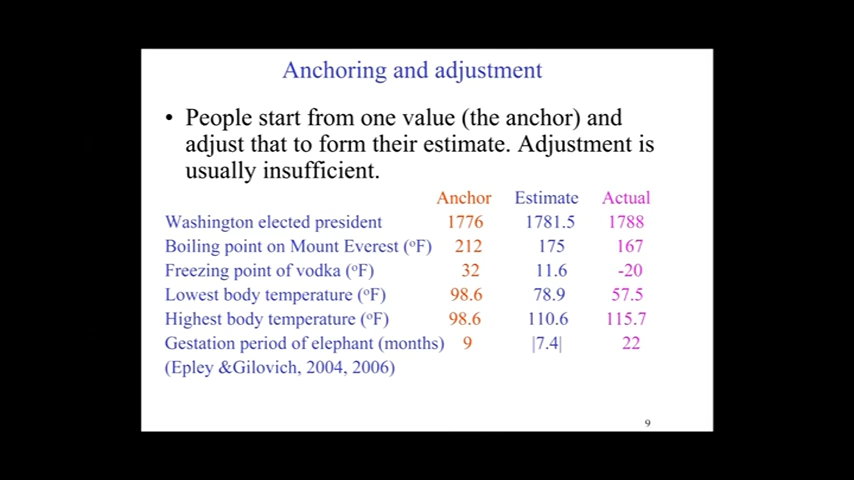 Anchoring and adjustment
• People start from one value (the anchor) and
adjust that to form their estimate. Adjustment is
usually insufficient.
Anchor Estimate Actual
Washington elected president 1776 1781.5 1788
Boiling point on Mount Everest (ºF) 212 175 167
Freezing point of vodka (ºF) 32 11.6 -20
Lowest body temperature (ºF) 98.6 78.9 57.5
Highest body temperature (ºF) 98.6 110.6 115.7
Gestation period of elephant (months) 9 |7.4| 22
(Epley &Gilovich, 2004, 2006)
9